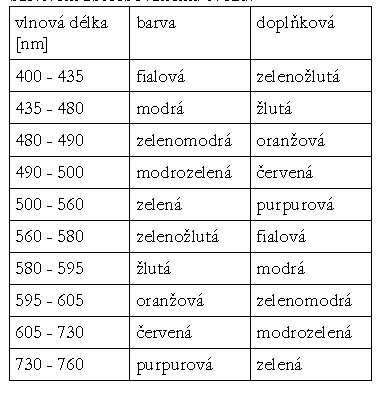 vlnová délka barva doplňková
[nm]
400 - 435 fialová zelenožlutá
435 - 480 modrá žlutá
480 - 490 zelenomodrá oranžová
490 - 500 modrozelená červená
500 - 560 zelená purpurová
560 - 580 zelenožlutá fialová
580 - 595 žlutá modrá
595 - 605 oranžová zelenomodrá
605 - 730 červená modrozelená
730 - 760 purpurová zelená